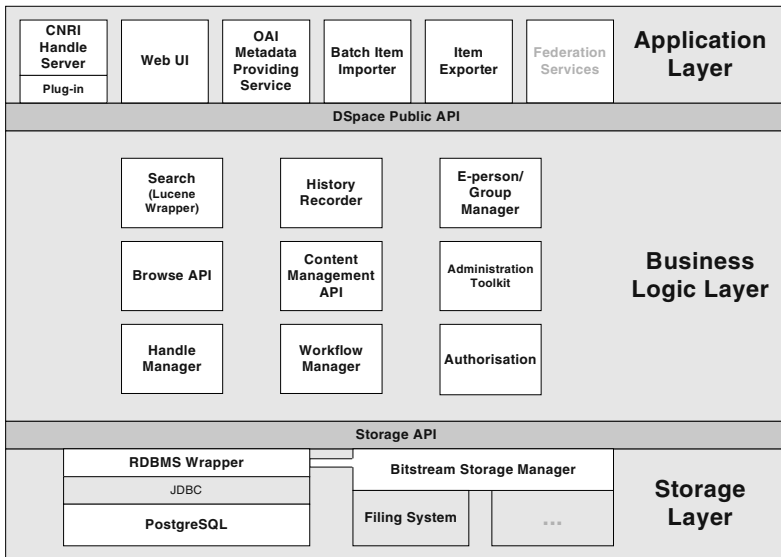 CNRI
Handle
Server
Plug-in
Web UI
OAI
Metadata
Providing
Service
Batch Item
Importer
Item
Exporter
Federation
Services
Application
Layer
DSpace Public API
Search
(Lucene
Wrapper)
History
Recorder
E-person/
Group
Manager
Browse API
Content
Management
API
Administration
Toolkit
Business
Logic Layer
Handle
Manager
Workflow
Manager
Authorisation
Storage API
RDBMS Wrapper
JDBC
PostgreSQL
Bitstream Storage Manager
Filing System
...
Storage
Layer